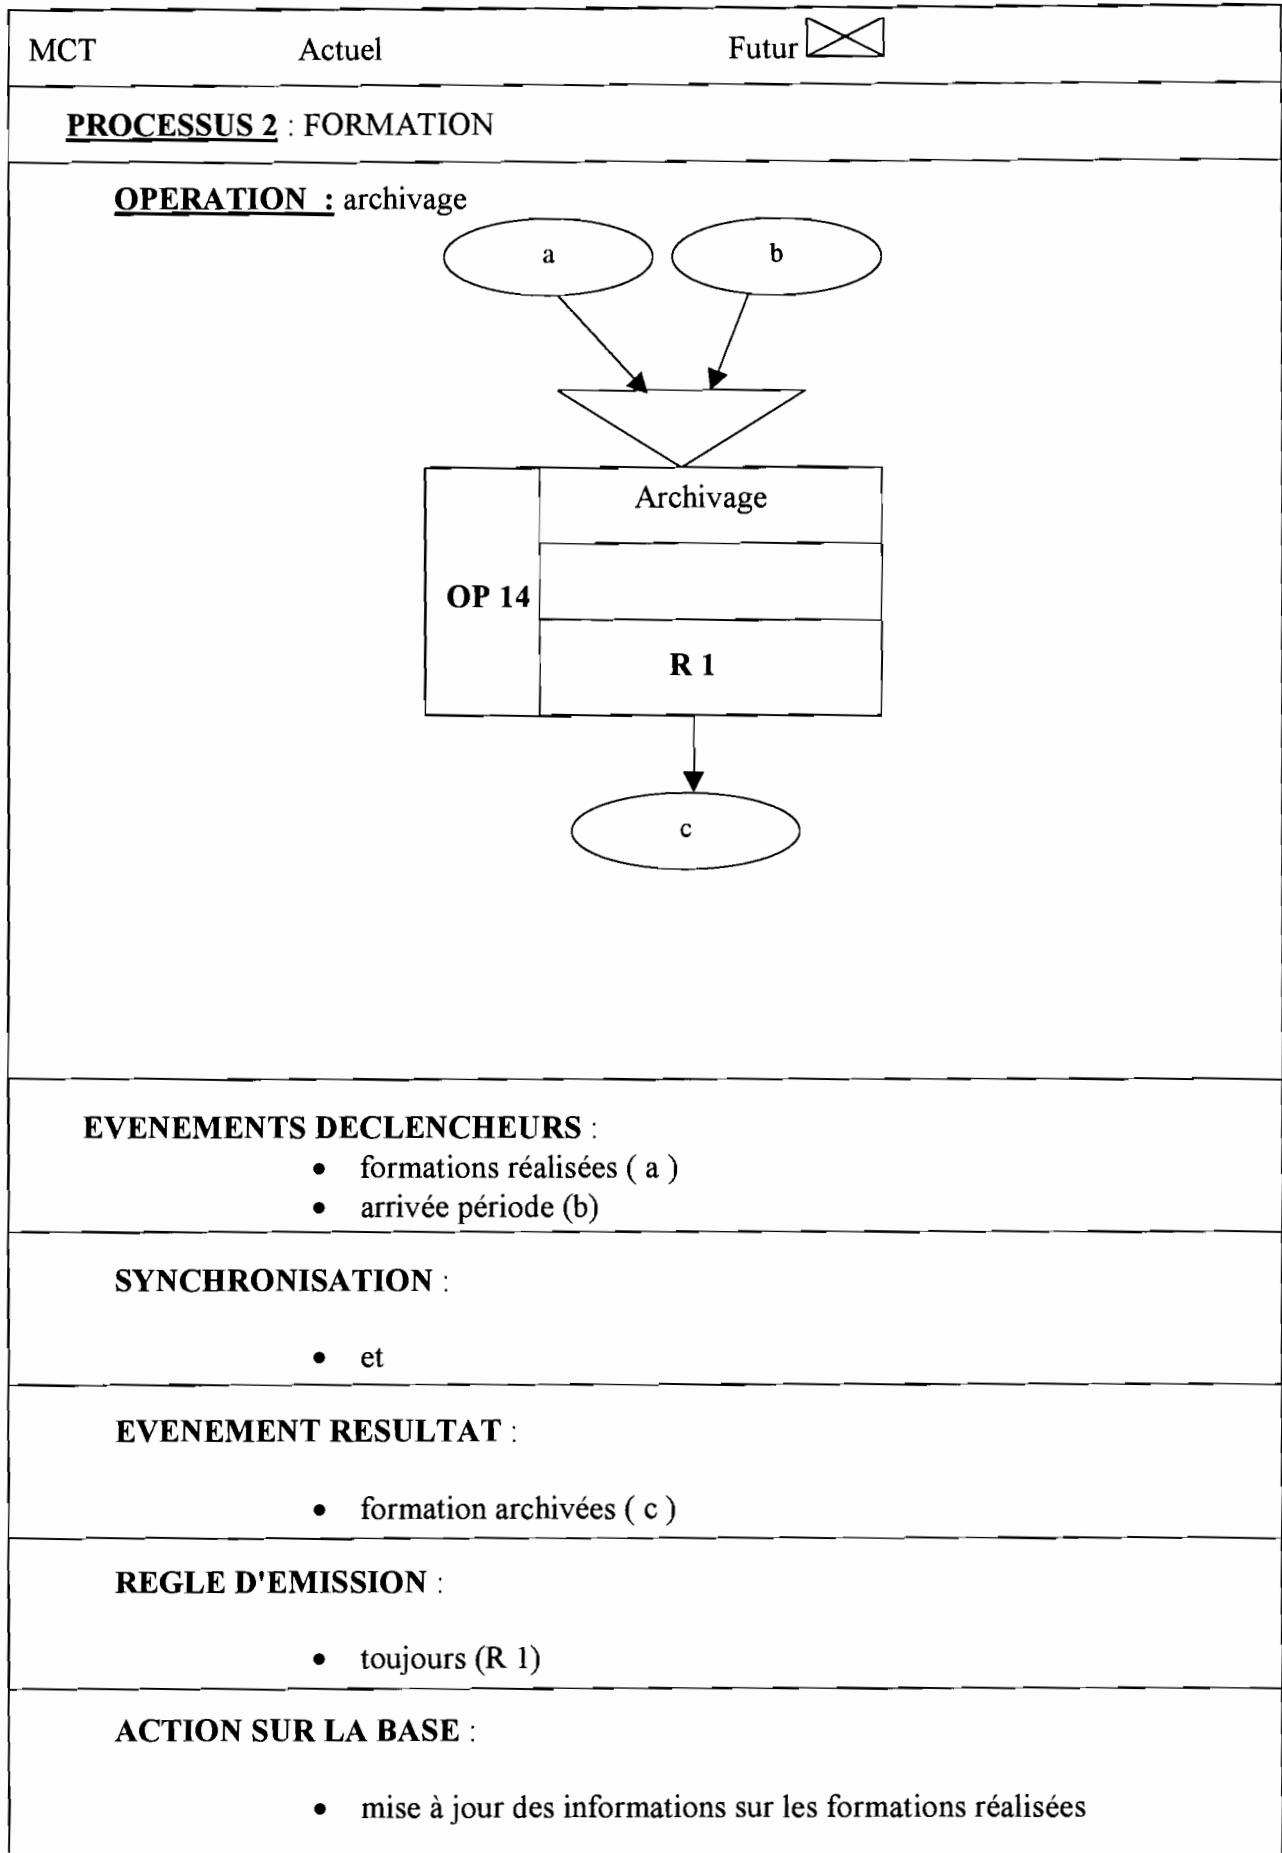 MCT Actuel Futur
PROCESSUS 2 : FORMATION
OPERATION : archivage
a b
Archivage
OP 14
R 1
c
EVENEMENTS DECLENCHEURS :
• formations réalisées ( a )
• arrivée période (b)
SYNCHRONISATION :
• et
EVENEMENT RESULTAT :
• formation archivées ( c )
REGLE D'EMISSION :
• toujours (R 1)
ACTION SUR LA BASE :
• mise à jour des informations sur les formations réalisées